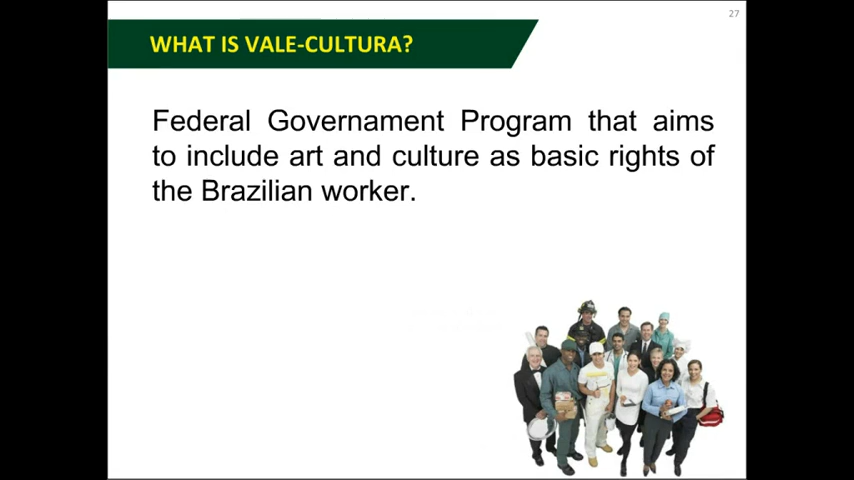 27
WHAT IS VALE-CULTURA?
Federal Governament Program that aims
to include art and culture as basic rights of
the Brazilian worker.